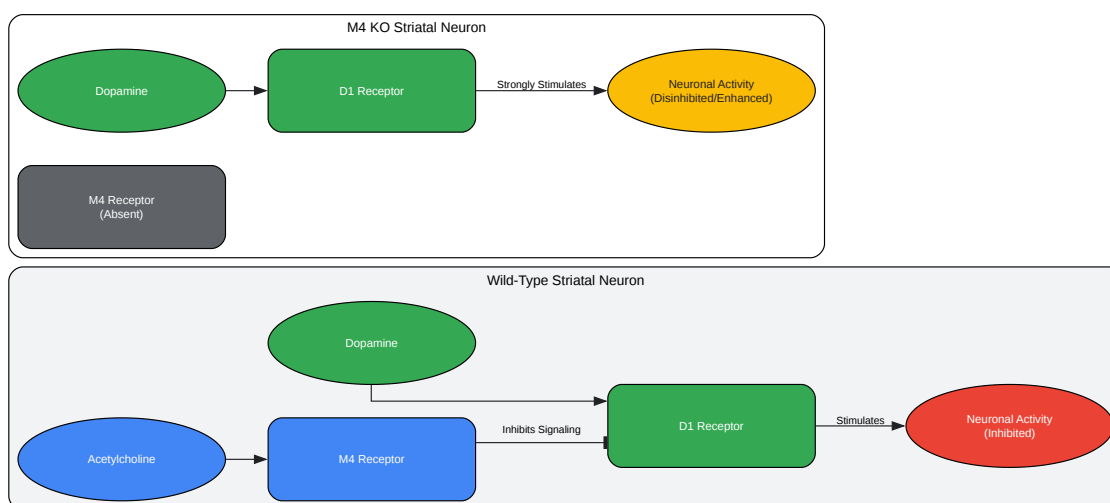 M4 KO Striatal Neuron
Dopamine
D1 Receptor
Strongly Stimulates
Neuronal Activity
(Disinhibited/Enhanced)
M4 Receptor
(Absent)
Wild-Type Striatal Neuron
Dopamine
Acetylcholine
M4 Receptor
Inhibits Signaling
D1 Receptor
Stimulates
Neuronal Activity
(Inhibited)